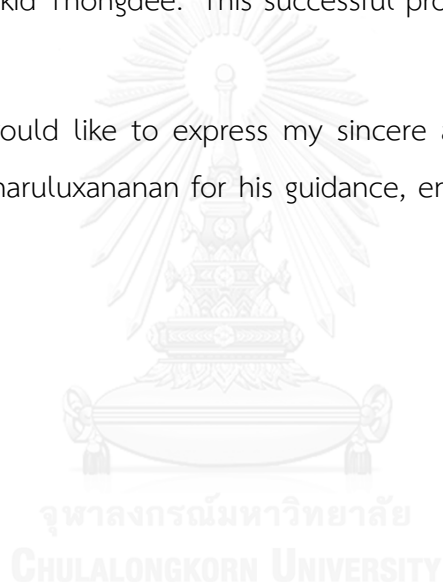 kid Thongdee. This successful pro
ould like to express my sincere a
haruluxananan for his guidance, en
จุฬาลงกรณ์มหาวิทยาลัย
CHULALONGKORN UNIVERSITY